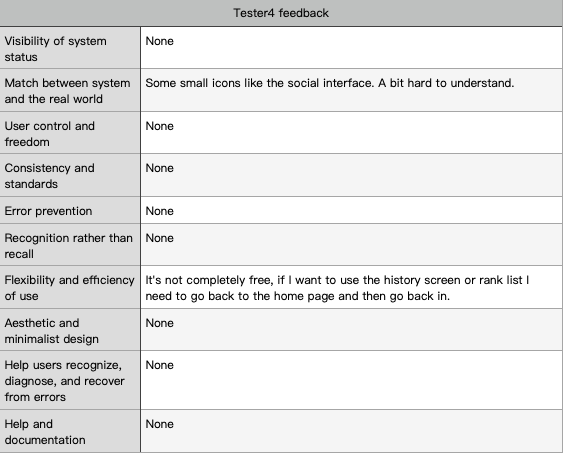 Tester4 feedback
Visibility of system
status
None
Match between system
and the real world
Some small icons like the social interface. A bit hard to understand.
User control and
freedom
None
Consistency and
standards
None
Error prevention
None
Recognition rather than
recall
None
Flexibility and efficiency
of use
It's not completely free, if I want to use the history screen or rank list I
need to go back to the home page and then go back in.
Aesthetic and
minimalist design
None
Help users recognize,
diagnose, and recover
from errors
None
Help and
documentation
None